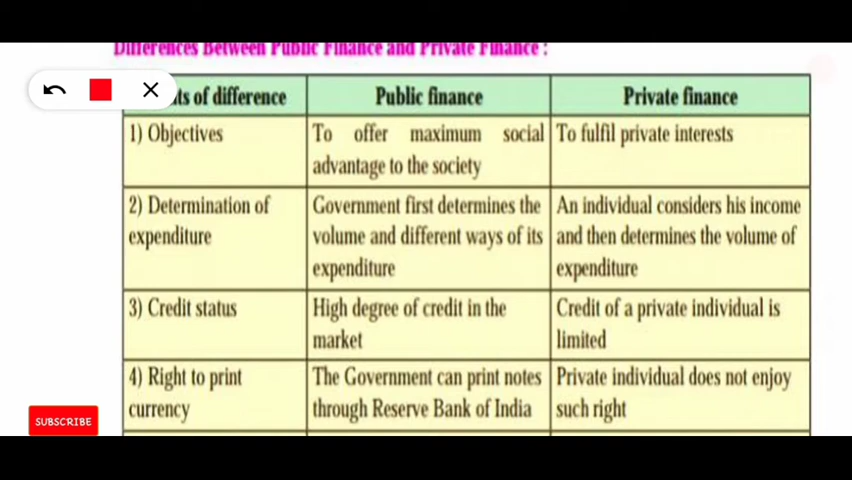 Differences Between Public Finance and Private Finance :
of difference
Public finance
Private finance
1) Objectives
To offer maximum social
advantage to the society
To fulfil private interests
2) Determination of
expenditure
Government first determines the
volume and different ways of its
expenditure
An individual considers his income
and then determines the volume of
expenditure
3) Credit status
High degree of credit in the
market
Credit of a private individual is
limited
4) Right to print
currency
The Government can print notes
through Reserve Bank of India
Private individual does not enjoy
such right
SUBSCRIBE